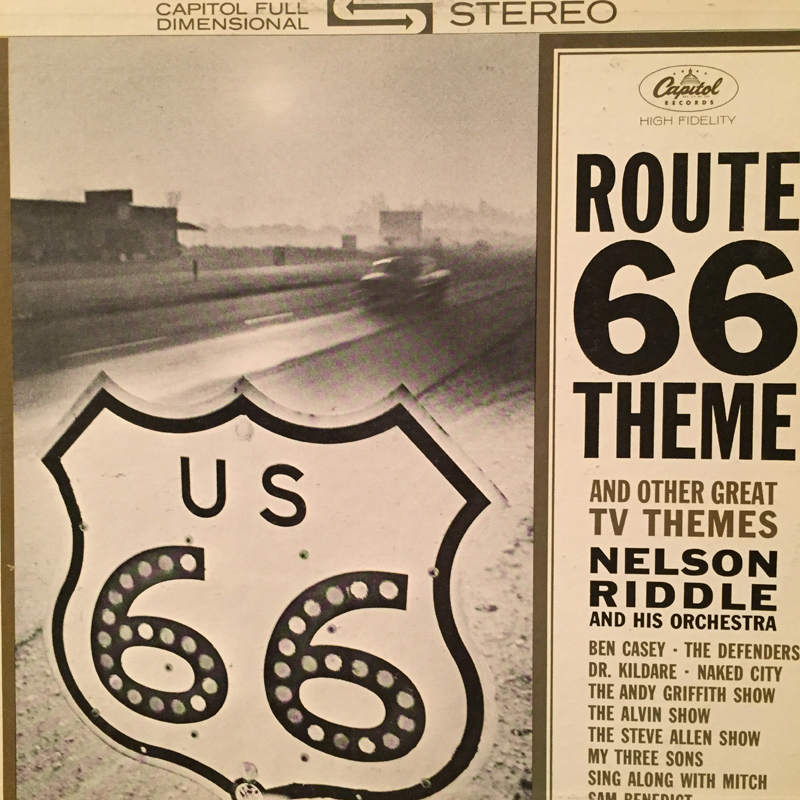 CAPITOL FULL
DIMENSIONAL
STEREO
Capitol
RECORDS
HIGH FIDELITY
ROUTE
66
THEME
AND OTHER GREAT
TV THEMES
NELSON
RIDDLE
AND HIS ORCHESTRA
BEN CASEY · THE DEFENDERS
DR. KILDARE · NAKED CITY
THE ANDY GRIFFITH SHOW
THE ALVIN SHOW
THE STEVE ALLEN SHOW
MY THREE SONS
SING ALONG WITH MITCH
SAM BENEDICT
US
66